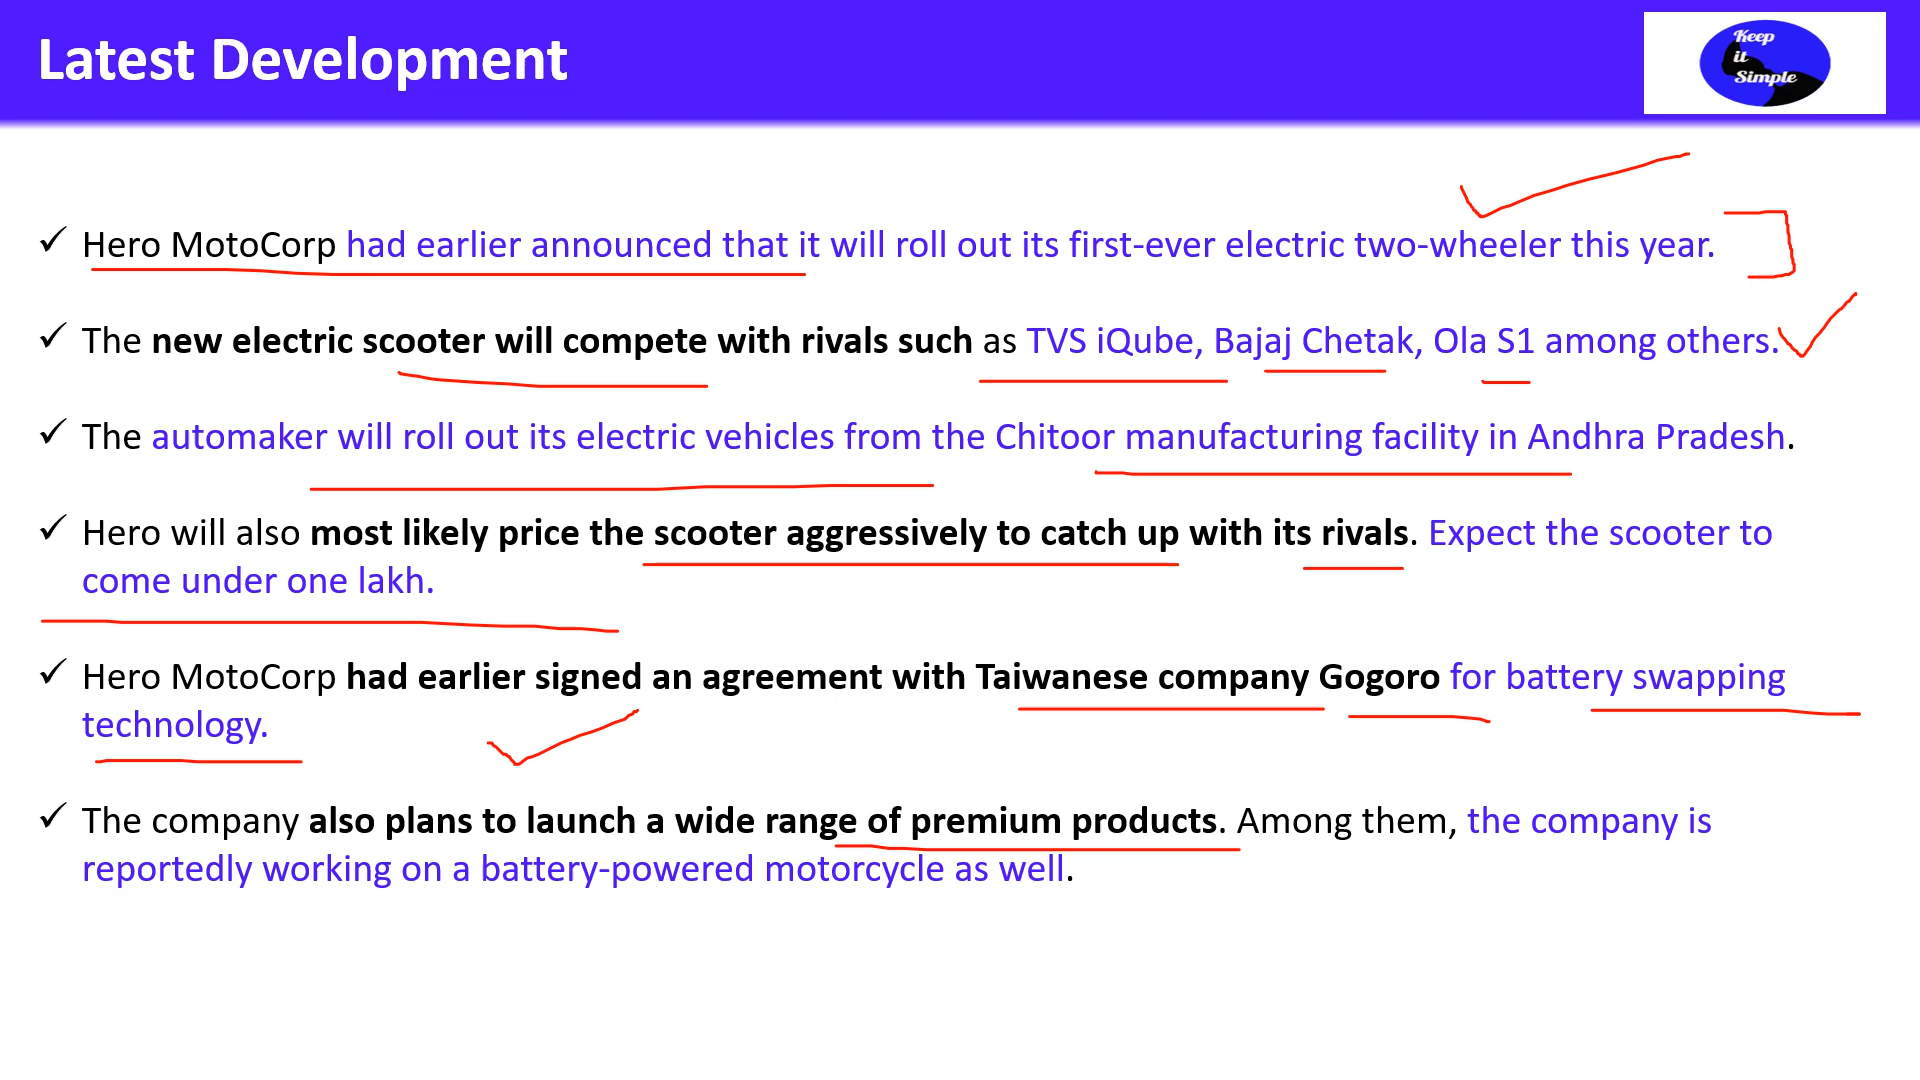 Latest Development
Keep
it
Simple
✓ Hero MotoCorp had earlier announced that it will roll out its first-ever electric two-wheeler this year.
✓ The new electric scooter will compete with rivals such as TVS iQube, Bajaj Chetak, Ola S1 among others.
✓ The automaker will roll out its electric vehicles from the Chitoor manufacturing facility in Andhra Pradesh.
✓ Hero will also most likely price the scooter aggressively to catch up with its rivals. Expect the scooter to
come under one lakh.
✓ Hero MotoCorp had earlier signed an agreement with Taiwanese company Gogoro for battery swapping
technology.
✓ The company also plans to launch a wide range of premium products. Among them, the company is
reportedly working on a battery-powered motorcycle as well.